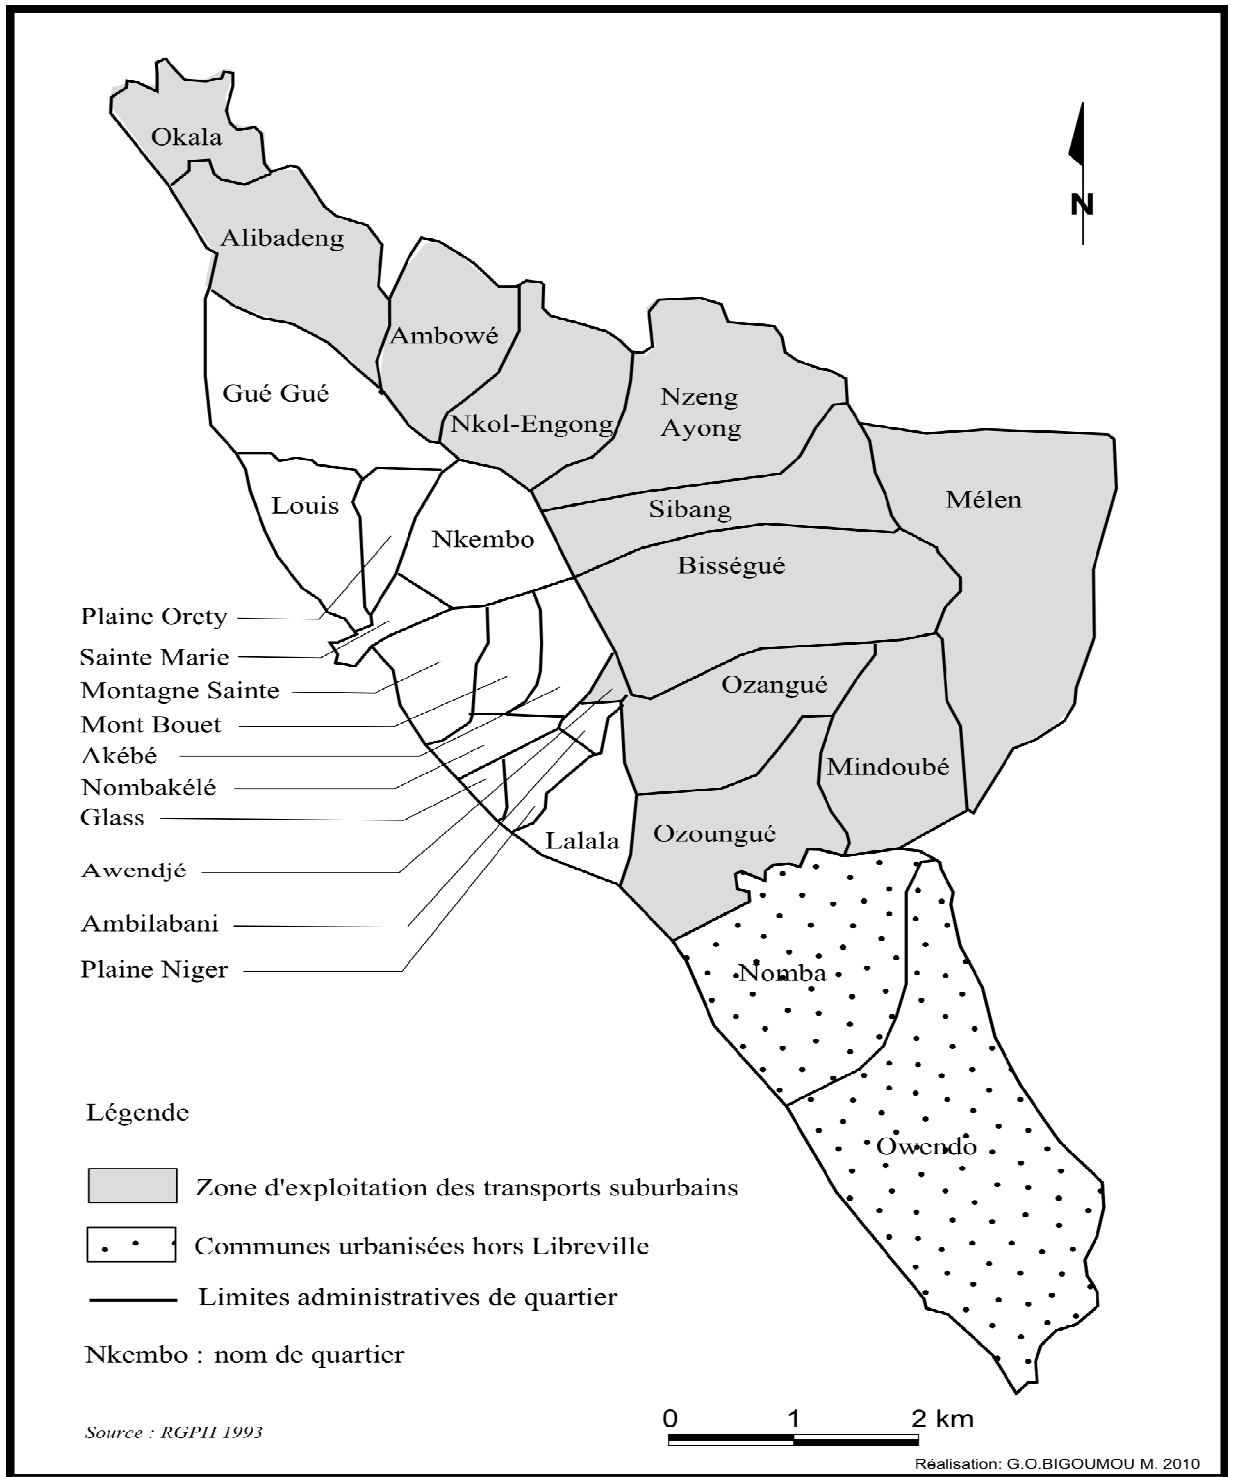 Okala
Alibadeng
N
Ambowé
Gué Gué
Nkol-Engong
Nzeng
Ayong
Louis
Sibang
Mélen
Nkembo
Bisségué
Plaine Orety
Sainte Marie
Montagne Sainte
Ozangué
Mont Bouet
Akébé
Mindoubé
Nombakélé
Glass
Lalala
Ozoungué
Awendjé
Ambilabani
Plaine Niger
Nomba
Owendo
Légende
Zone d'exploitation des transports suburbains
Communes urbanisées hors Libreville
Limites administratives de quartier
Nkembo : nom de quartier
0 1 2 km
Source : RGPH 1993
Réalisation: G.O.BIGOUMOU M. 2010